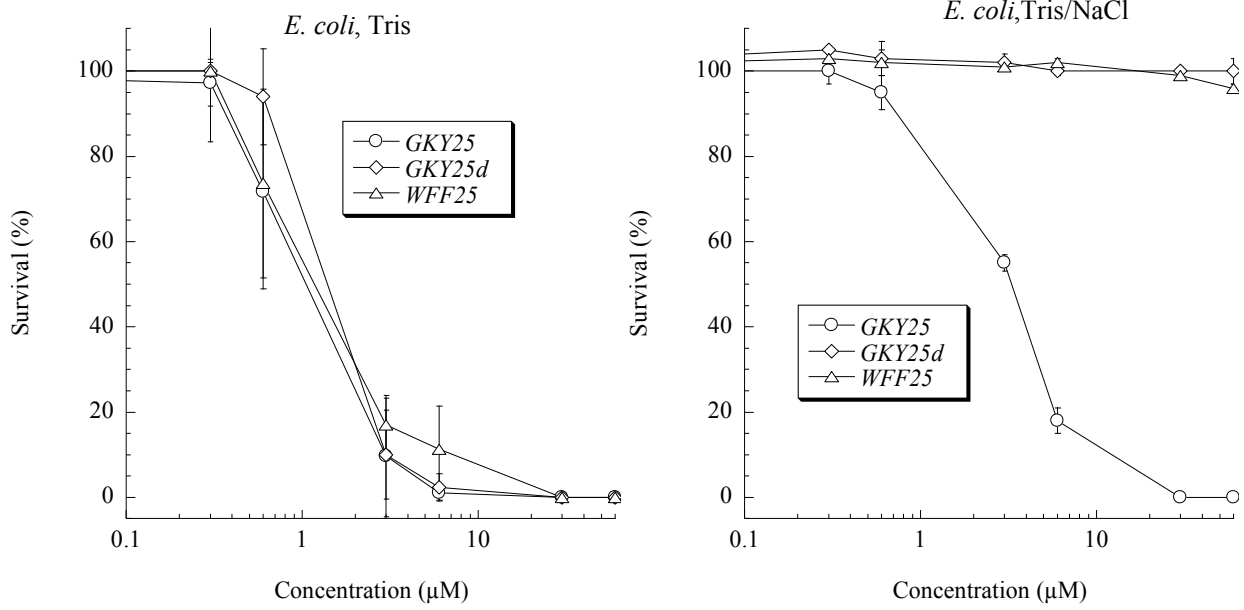 E. coli, Tris
100
80
60
40
20
0
Survival (%)
0.1
1
10
Concentration (μM)
GKY25
GKY25d
WFF25
E. coli,Tris/NaCl
100
80
60
40
20
0
Survival (%)
0.1
1
10
Concentration (μM)
GKY25
GKY25d
WFF25